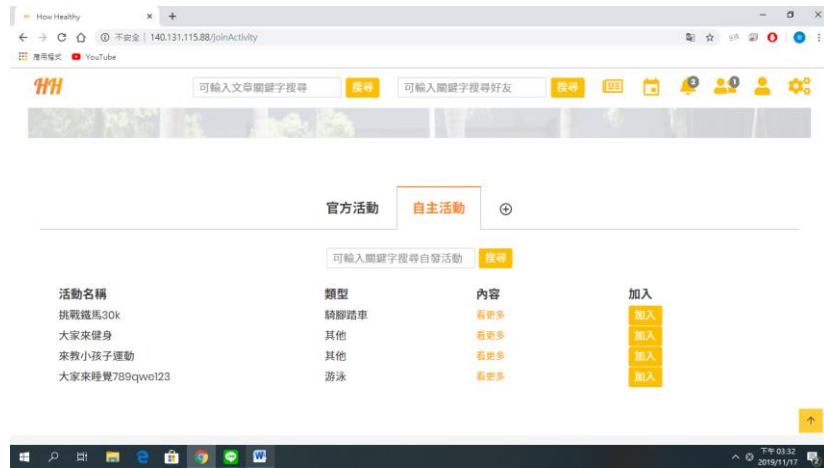 How Healthy
不安全 | 140.131.115.88/joinActivity
應用程式 YouTube
HH 可輸入文章關鍵字搜尋 搜尋 可輸入關鍵字搜尋好友 搜尋 2 0
官方活動 自主活動
可輸入關鍵字搜尋自發活動 搜尋
活動名稱 類型 內容 加入
挑戰鐵馬30k 騎腳踏車 看更多 加入
大家來健身 其他 看更多 加入
來教小孩子運動 其他 看更多 加入
大家來睡覺789qwe123 游泳 看更多 加入
下午 03:32
2019/11/17